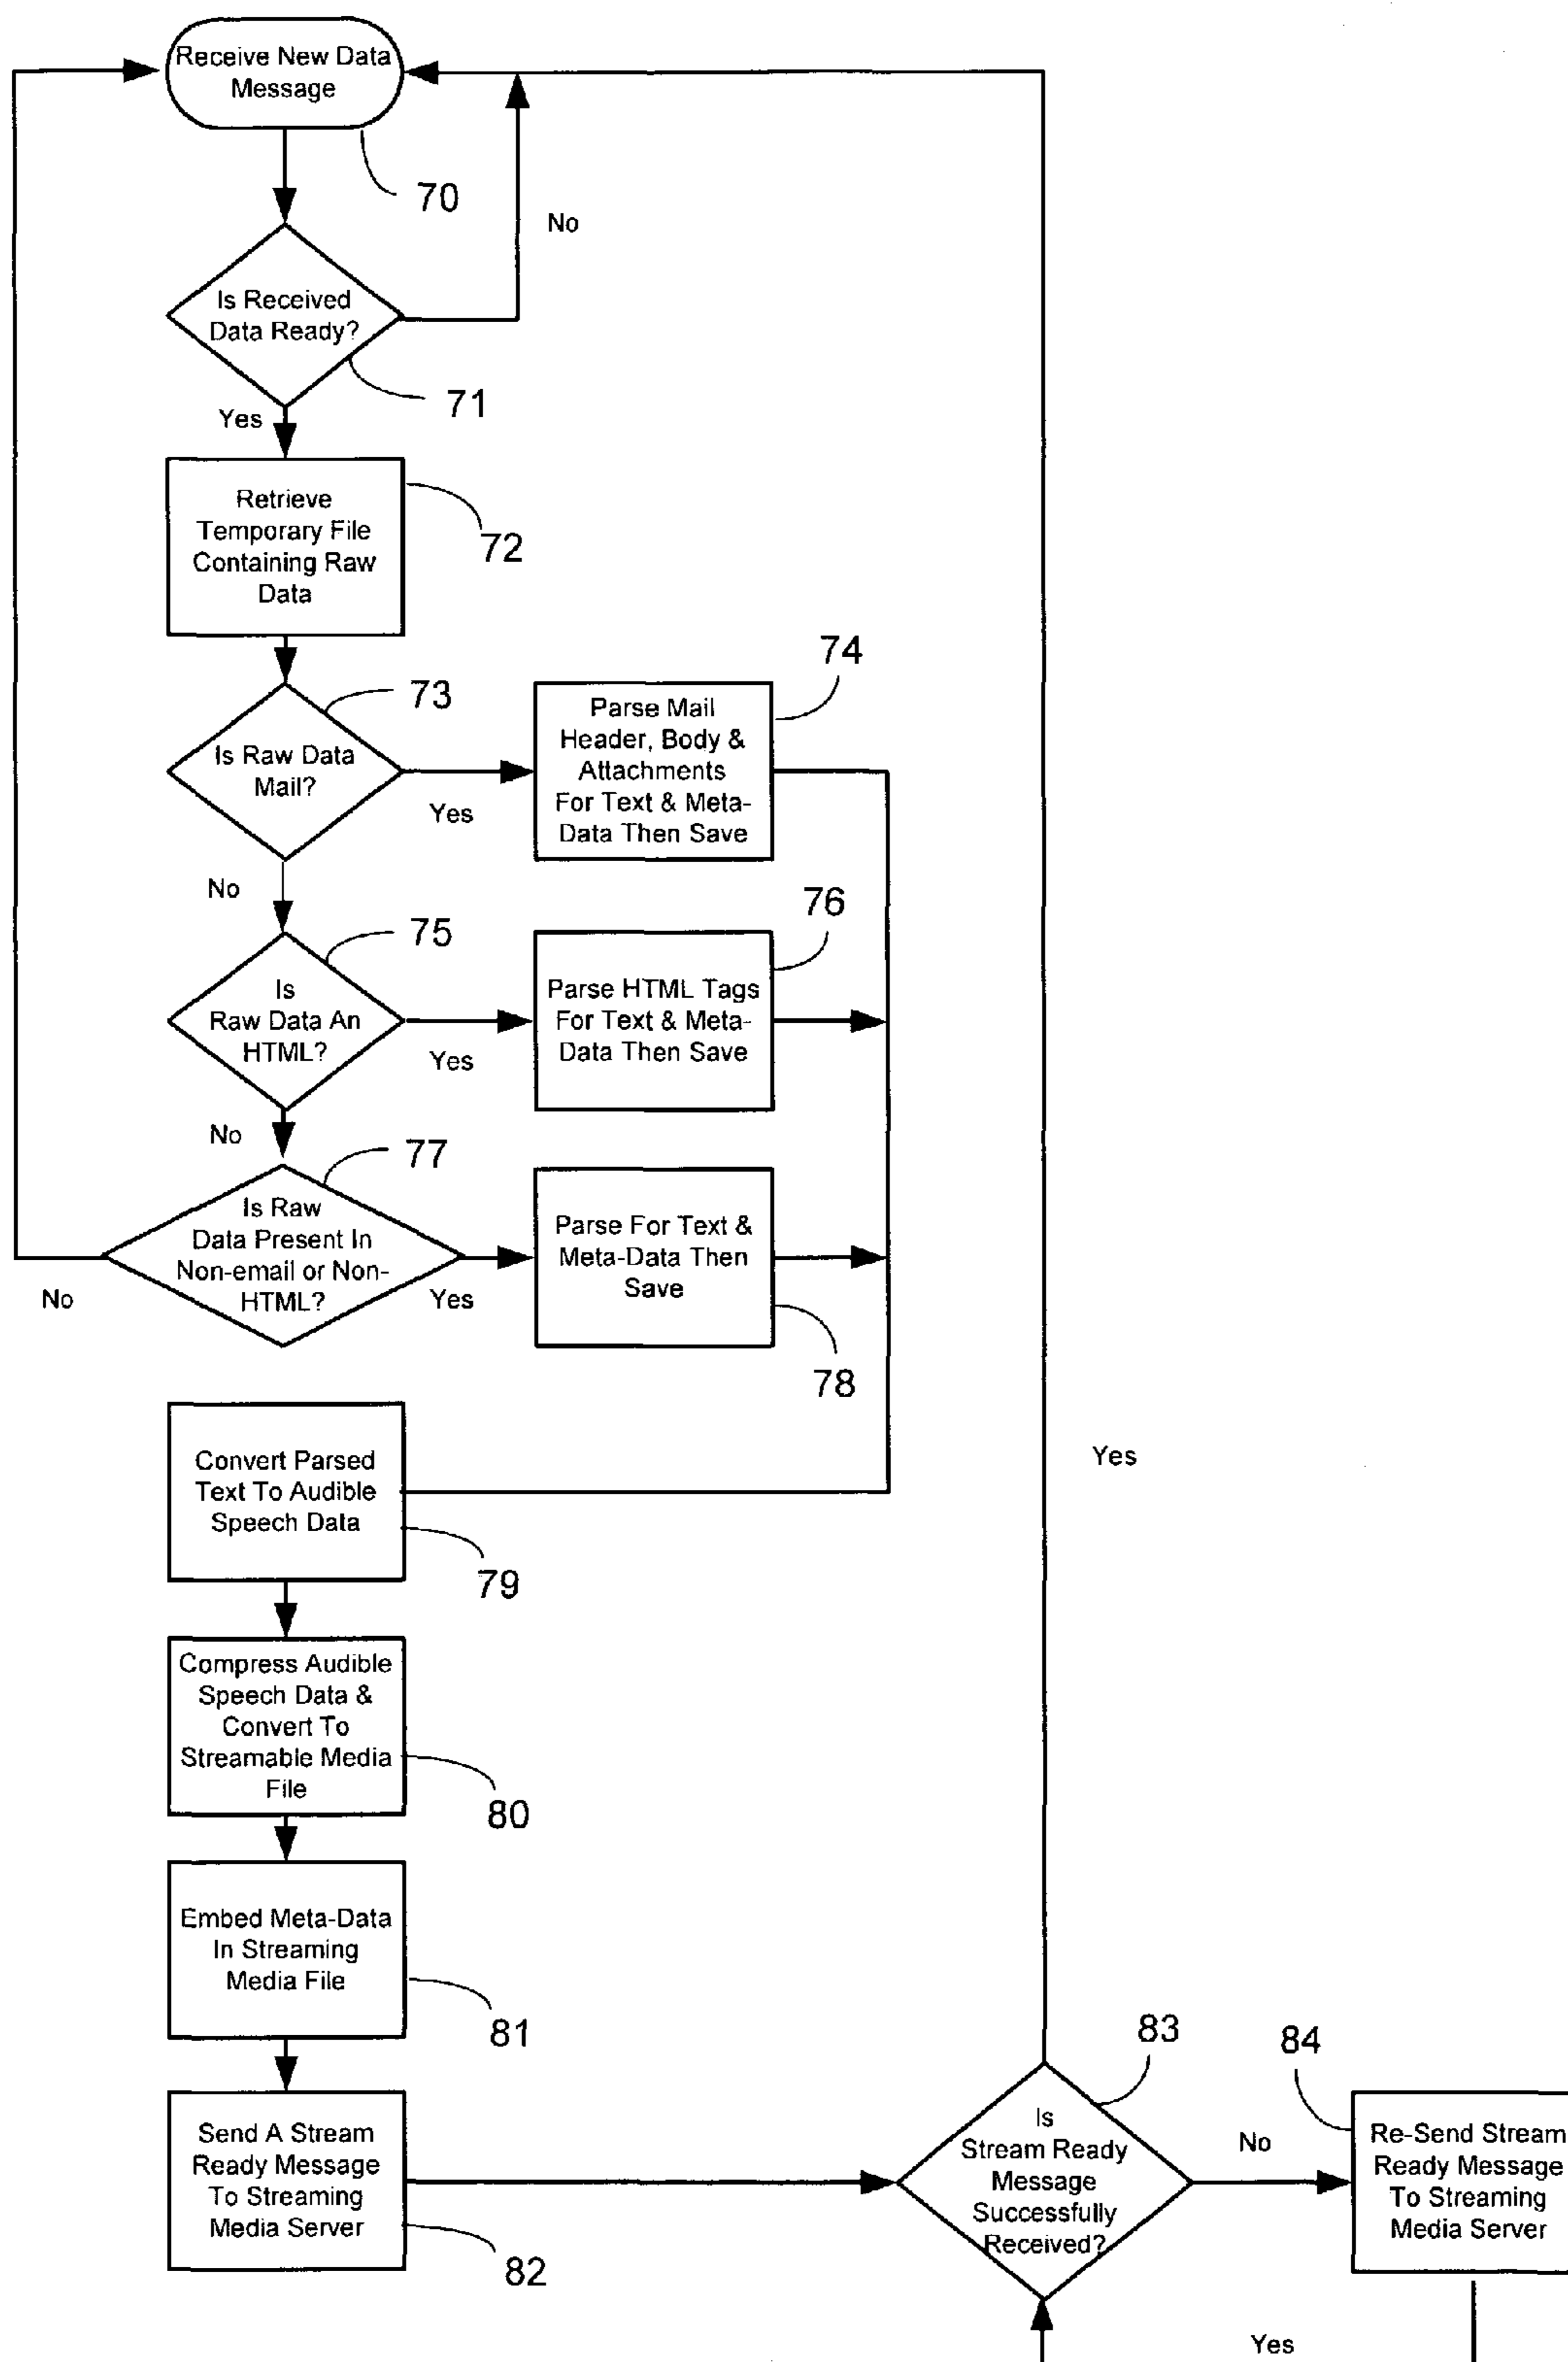 Receive New Data
Message
70
No
Is Received
Data Ready?
71
Yes
Retrieve
Temporary File
Containing Raw
Data
72
73
Is Raw Data
Mail?
Yes
74
Parse Mail
Header, Body &
Attachments
For Text & Meta-
Data Then Save
No
75
Is
Raw Data An
HTML?
Yes
76
Parse HTML Tags
For Text & Meta-
Data Then Save
No
77
Is Raw
Data Present In
Non-email or Non-
HTML?
No
Yes
Parse For Text &
Meta-Data Then
Save
78
Convert Parsed
Text To Audible
Speech Data
79
Yes
Compress Audible
Speech Data &
Convert To
Streamable Media
File
80
Embed Meta-Data
In Streaming
Media File
81
Send A Stream
Ready Message
To Streaming
Media Server
82
83
Is
Stream Ready
Message
Successfully
Received?
No
84
Re-Send Stream
Ready Message
To Streaming
Media Server
Yes